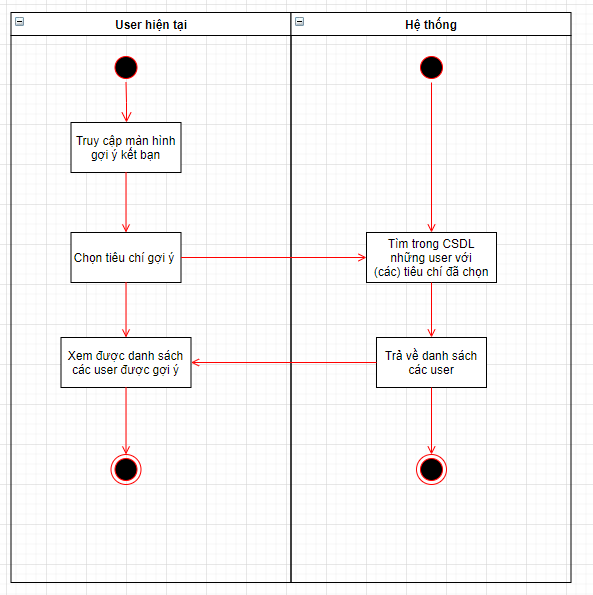 User hiện tại
Hệ thống
Truy cập màn hình
gợi ý kết bạn
Chọn tiêu chí gợi ý
Tìm trong CSDL
những user với
(các) tiêu chí đã chọn
Xem được danh sách
các user được gợi ý
Trả về danh sách
các user